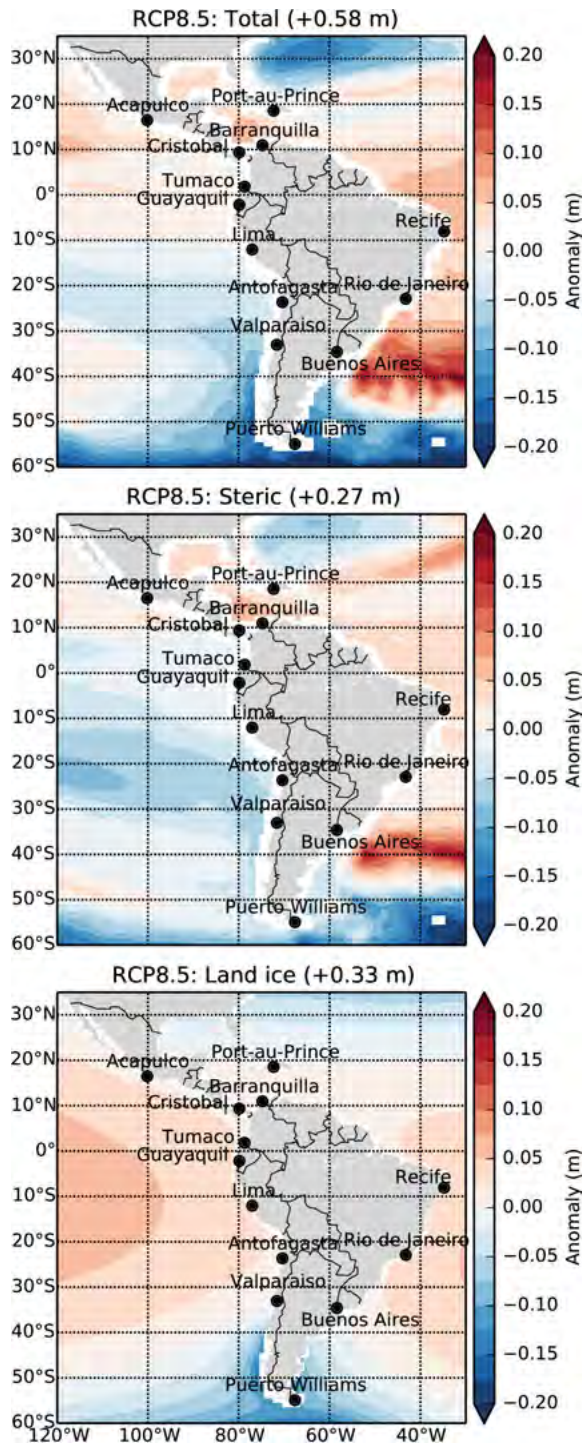 RCP8.5: Total (+0.58 m)
30°N
20°N
10°N
0°
10°S
20°S
30°S
40°S
50°S
60°S
Acapulco
Port-au-Prince
Barranquilla
Cristobal
Tumaco
Guayaquil
Lima
Recife
Antofagasta
Rio de Janeiro
Valparaiso
Buenos Aires
Puerto Williams
0.20
0.15
0.10
0.05
0.00
−0.05
−0.10
−0.15
−0.20
Anomaly (m)
RCP8.5: Steric (+0.27 m)
30°N
20°N
10°N
0°
10°S
20°S
30°S
40°S
50°S
60°S
Acapulco
Port-au-Prince
Barranquilla
Cristobal
Tumaco
Guayaquil
Lima
Recife
Antofagasta
Rio de Janeiro
Valparaiso
Buenos Aires
Puerto Williams
0.20
0.15
0.10
0.05
0.00
−0.05
−0.10
−0.15
−0.20
Anomaly (m)
RCP8.5: Land ice (+0.33 m)
30°N
20°N
10°N
0°
10°S
20°S
30°S
40°S
50°S
60°S
Acapulco
Port-au-Prince
Barranquilla
Cristobal
Tumaco
Guayaquil
Lima
Recife
Antofagasta
Rio de Janeiro
Valparaiso
Buenos Aires
Puerto Williams
120°W 100°W 80°W 60°W 40°W
0.20
0.15
0.10
0.05
0.00
−0.05
−0.10
−0.15
−0.20
Anomaly (m)